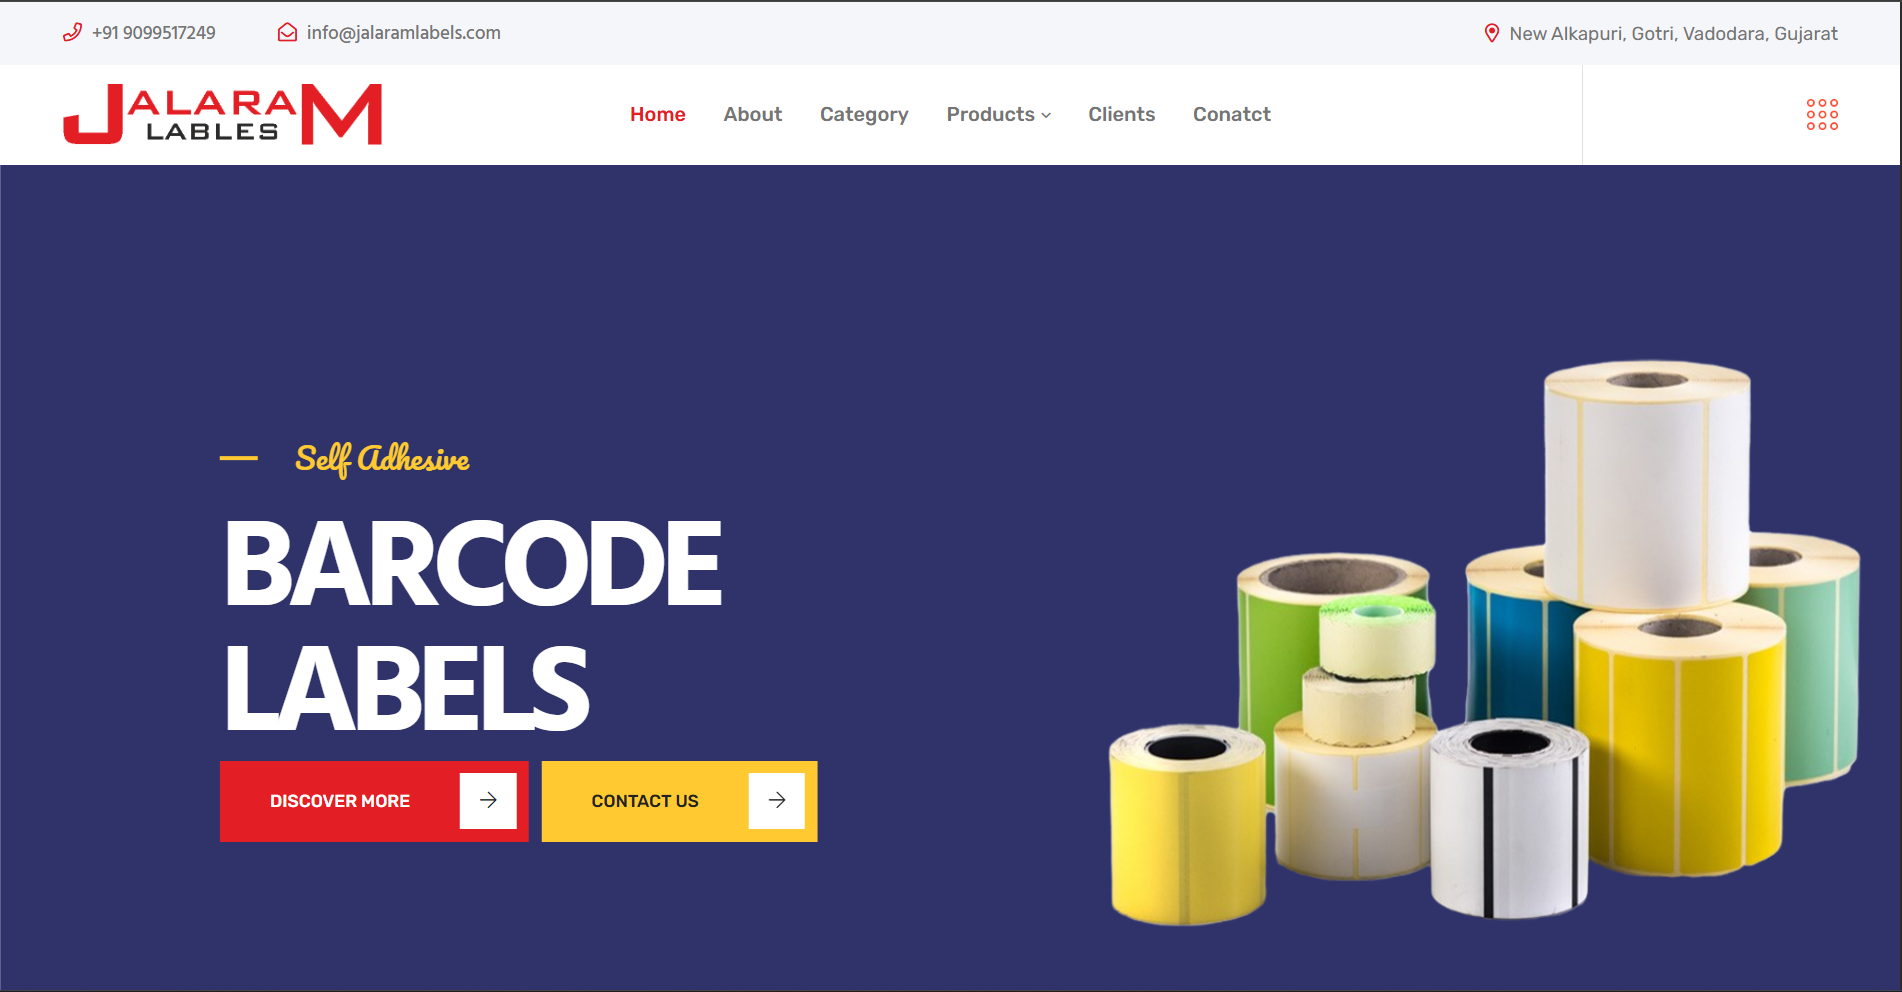 +91 9099517249
info@jalaramlabels.com
New Alkapuri, Gotri, Vadodara, Gujarat
JALARAM
LABLES
Home
About
Category
Products
Clients
Conatct
Self Adhesive
BARCODE
LABELS
DISCOVER MORE
CONTACT US